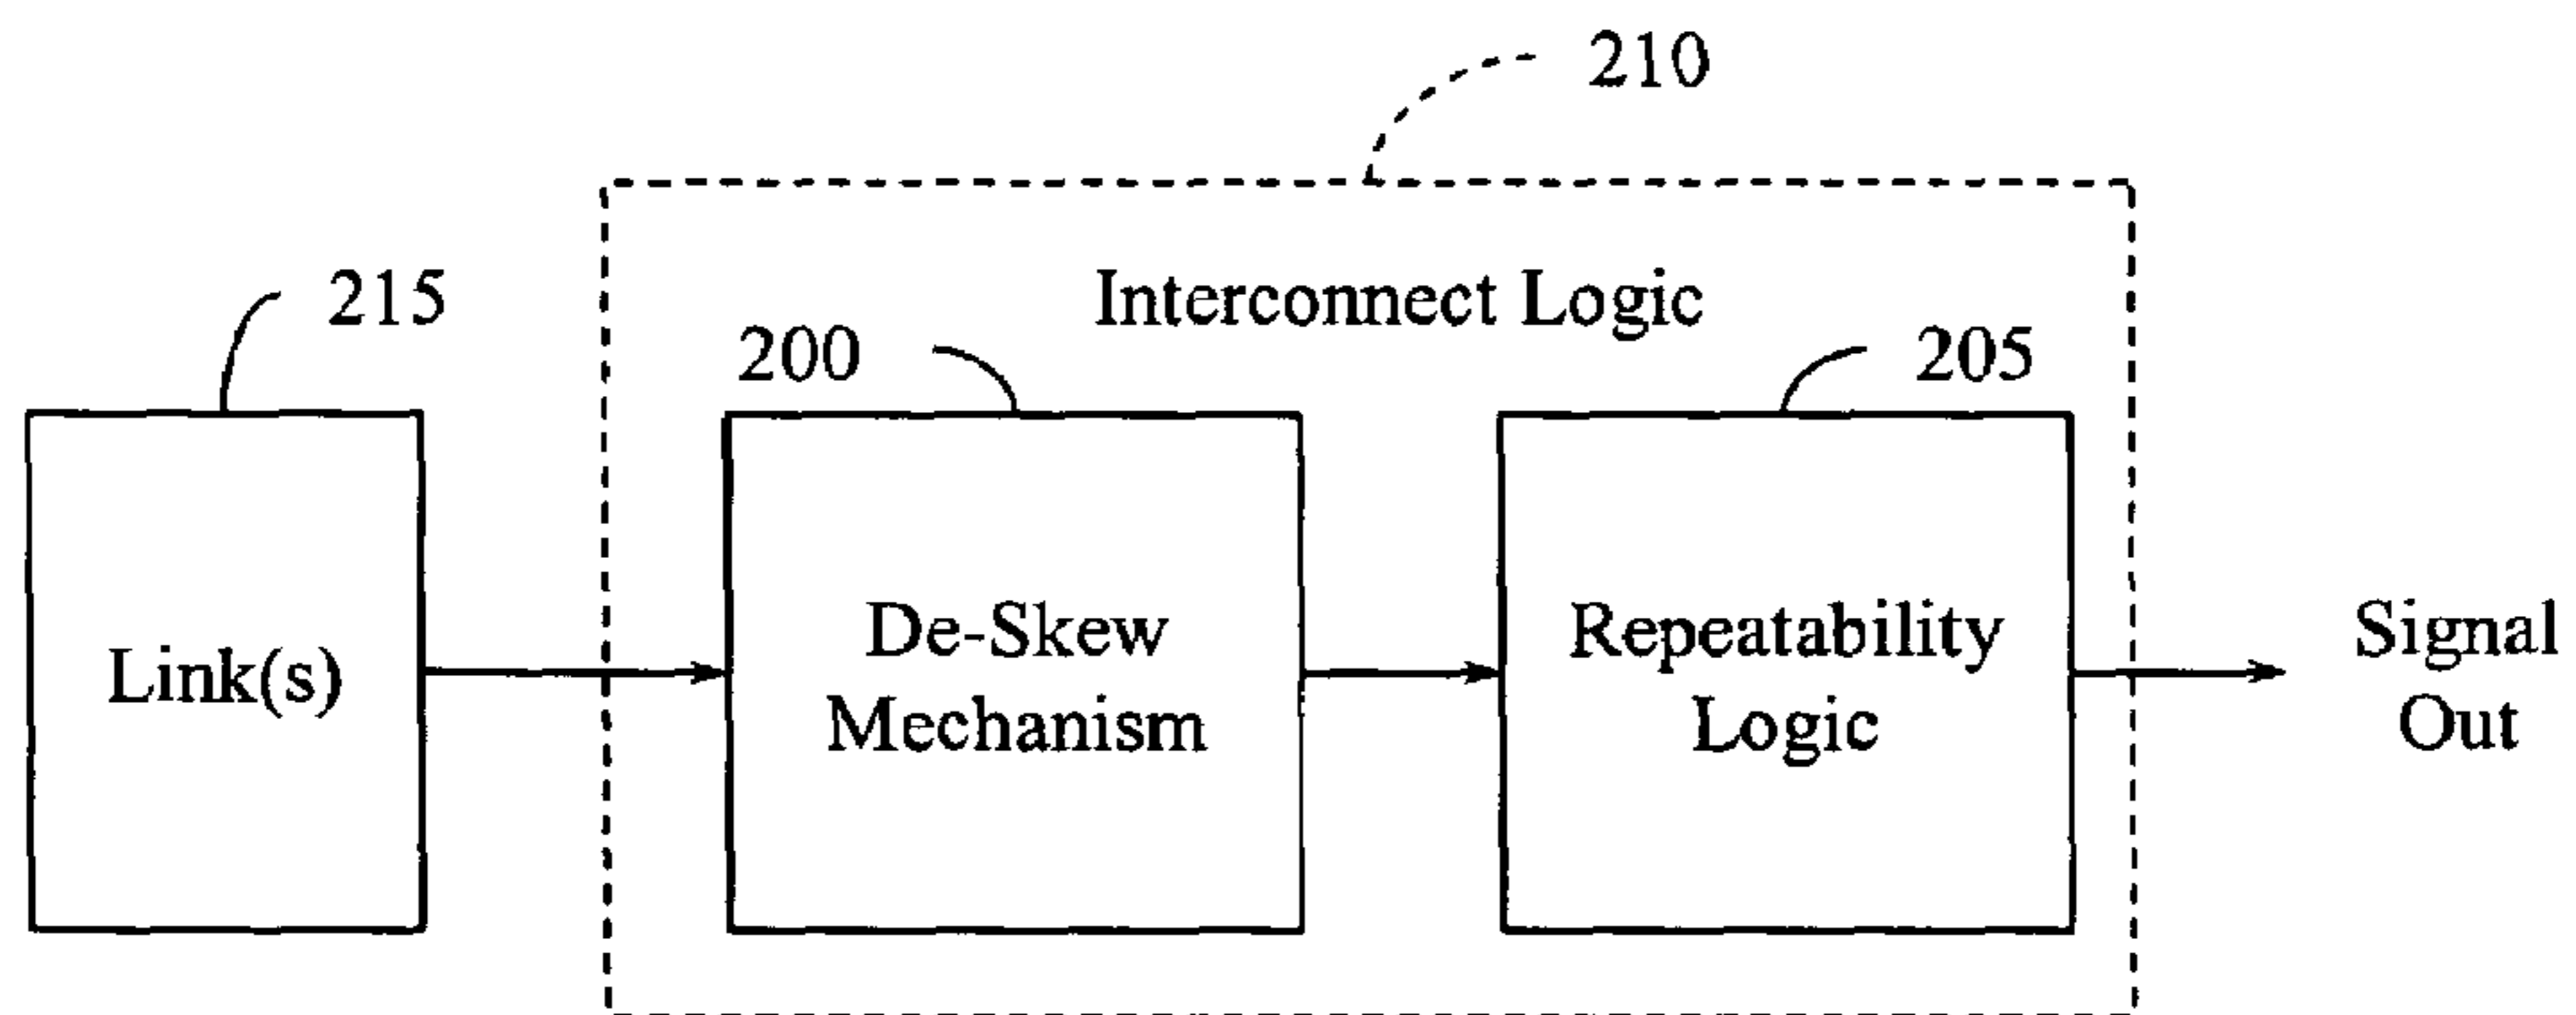 210
Interconnect Logic
215
200
205
Link(s)
De-Skew
Mechanism
Repeatability
Logic
Signal
Out